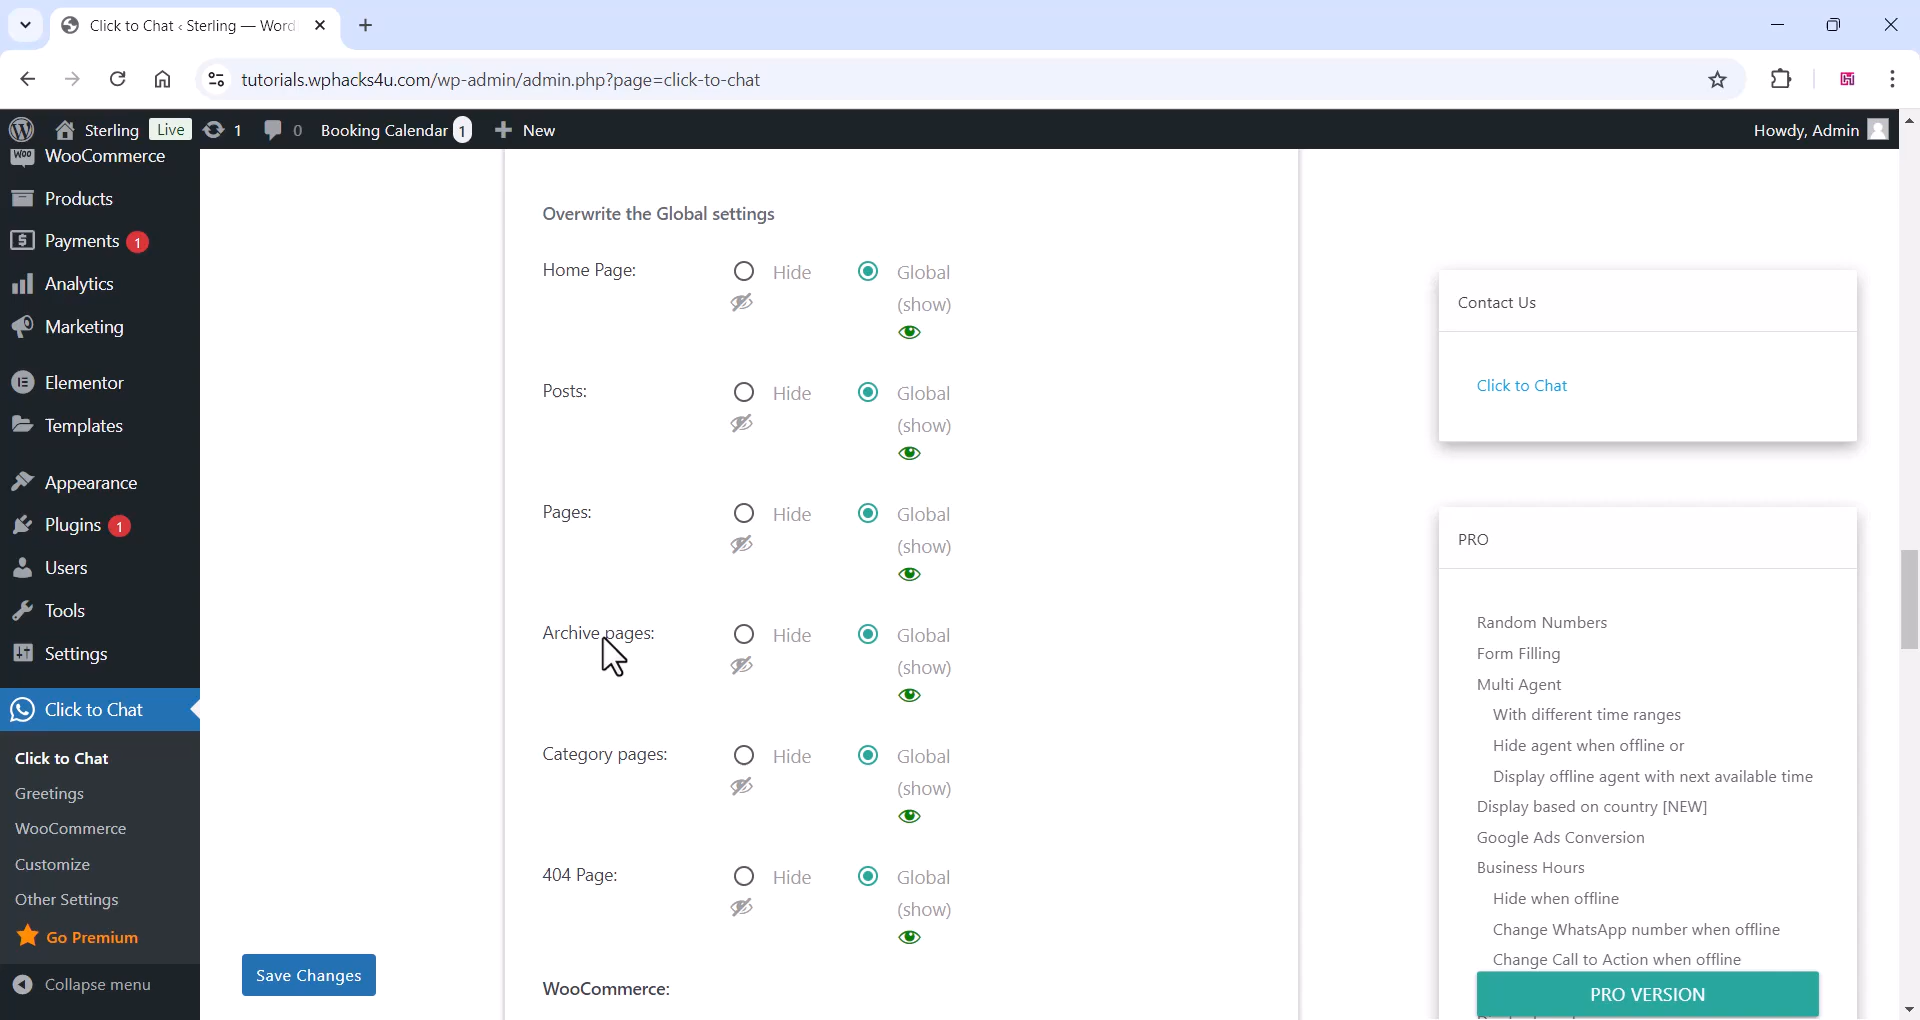 Click to Chat ‹ Sterling — Word
tutorials.wphacks4u.com/wp-admin/admin.php?page=click-to-chat
Sterling Live 1 0 Booking Calendar 1 New
Howdy, Admin
WooCommerce
Products
Payments 1
Analytics
Marketing
Elementor
Templates
Appearance
Plugins 1
Users
Tools
Settings
Click to Chat
Click to Chat
Greetings
WooCommerce
Customize
Other Settings
Go Premium
Collapse menu
Save Changes
Overwrite the Global settings
Home Page: Hide Global
(show)
Posts: Hide Global
(show)
Pages: Hide Global
(show)
Archive pages: Hide Global
(show)
Category pages: Hide Global
(show)
404 Page: Hide Global
(show)
WooCommerce:
Contact Us
Click to Chat
PRO
Random Numbers
Form Filling
Multi Agent
With different time ranges
Hide agent when offline or
Display offline agent with next available time
Display based on country [NEW]
Google Ads Conversion
Business Hours
Hide when offline
Change WhatsApp number when offline
Change Call to Action when offline
PRO VERSION